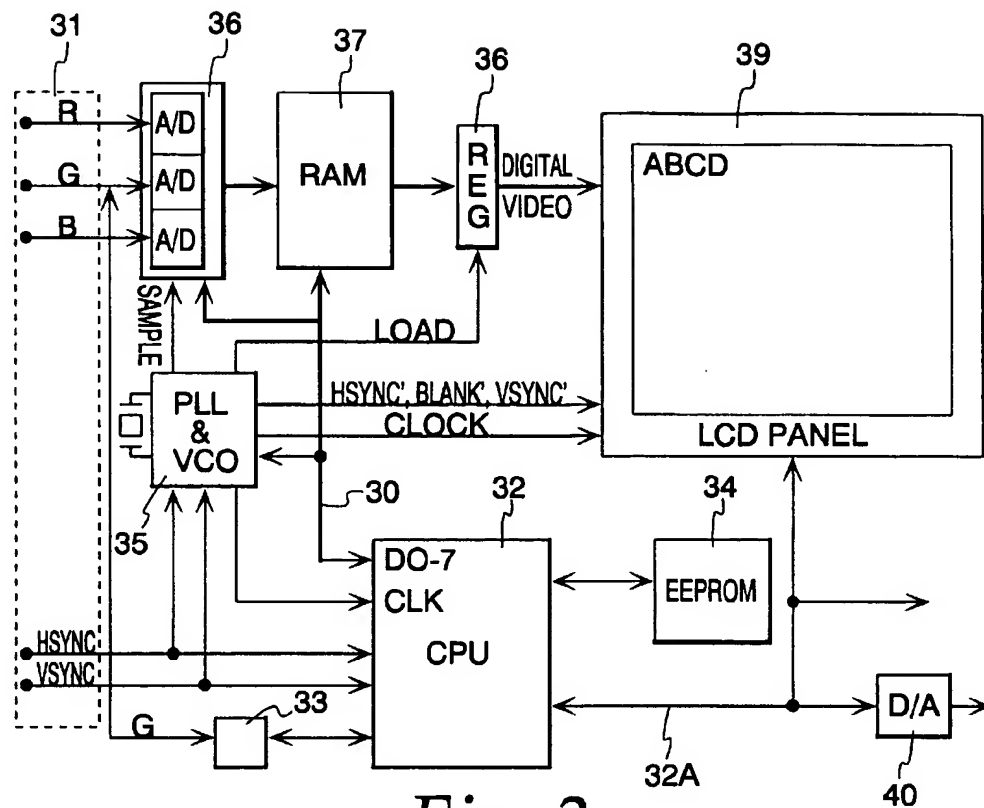 31
36
37
36
39
R
A/D
G
A/D
B
A/D
RAM
REG
DIGITAL
VIDEO
ABCD
SAMPLE
LOAD
PLL
&
VCO
HSYNC', BLANK', VSYNC'
CLOCK
LCD PANEL
35
30
32
34
DO-7
CLK
CPU
EEPROM
HSYNC
VSYNC
G
33
32A
D/A
40